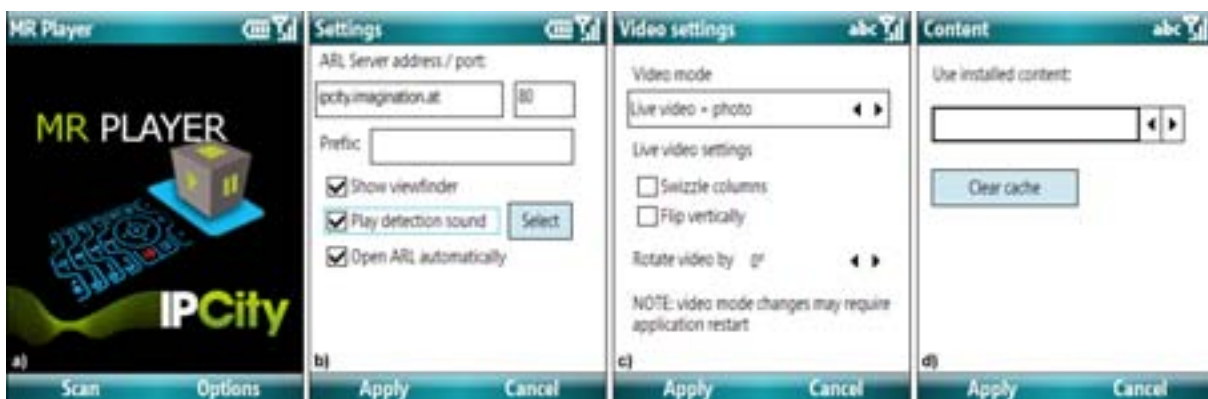 MR Player
MR PLAYER
IPCity
a)
Scan Options
Settings
ARL Server address / port:
ipcity.imagination.at 80
Prefix:
Show viewfinder
Play detection sound Select
Open ARL automatically
b)
Apply Cancel
Video settings abc
Video mode
Live video + photo
Live video settings
Swizzle columns
Flip vertically
Rotate video by 0°
NOTE: video mode changes may require
application restart
c)
Apply Cancel
Content abc
Use installed content:
Clear cache
d)
Apply Cancel